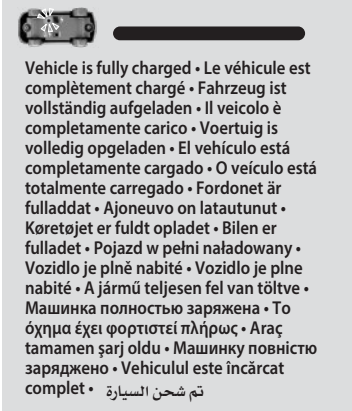 Vehicle is fully charged • Le véhicule est
complètement chargé • Fahrzeug ist
vollständig aufgeladen • Il veicolo è
completamente carico • Voertuig is
volledig opgeladen • El vehículo está
completamente cargado • O veículo está
totalmente carregado • Fordonet är
fulladdat • Ajoneuvo on latautunut •
Køretøjet er fuldt opladet • Bilen er
fulladet • Pojazd w pełni naładowany •
Vozidlo je plně nabité • Vozidlo je plne
nabité • A jármű teljesen fel van töltve •
Машинка полностью заряжена • Το
όχημα έχει φορτιστεί πλήρως • Araç
tamamen şarj oldu • Машинку повністю
заряджено • Vehiculul este încărcat
complet • تم شحن السيارة